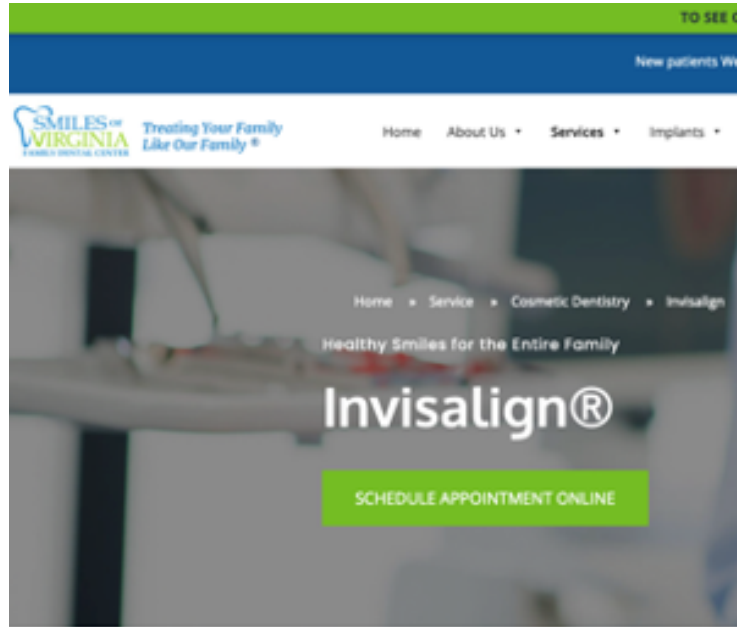 TO SEE
New patients We
SMILES OF
VIRGINIA
FAMILY DENTAL CENTER
Treating Your Family
Like Our Family ®
Home About Us Services Implants
Home » Service » Cosmetic Dentistry » Invisalign
Healthy Smiles for the Entire Family
Invisalign®
SCHEDULE APPOINTMENT ONLINE